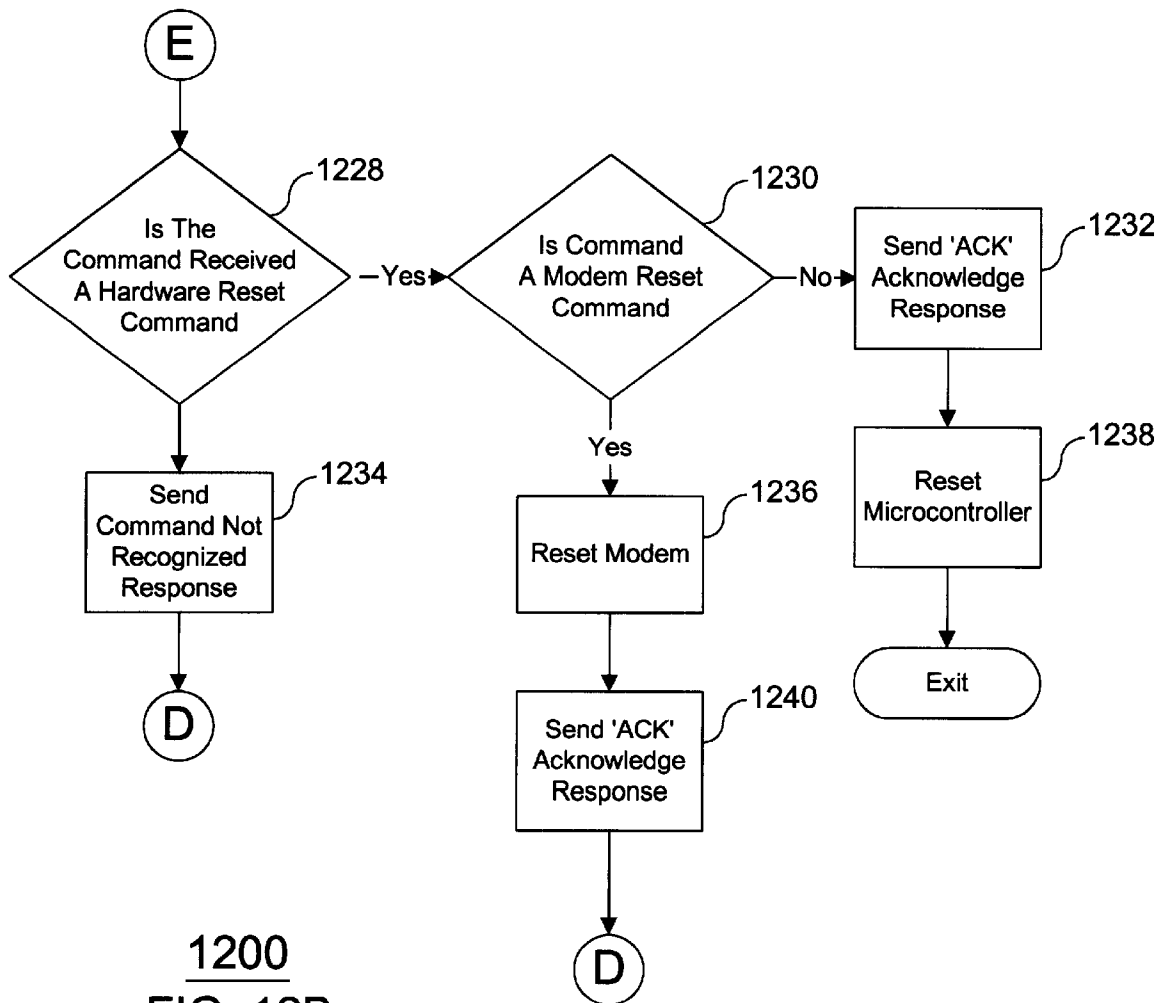 E
1228
Is The
Command Received
A Hardware Reset
Command
Yes
1230
Is Command
A Modem Reset
Command
No
1232
Send 'ACK'
Acknowledge
Response
1234
Send
Command Not
Recognized
Response
D
Yes
1236
Reset Modem
1238
Reset
Microcontroller
Exit
1240
Send 'ACK'
Acknowledge
Response
D
1200